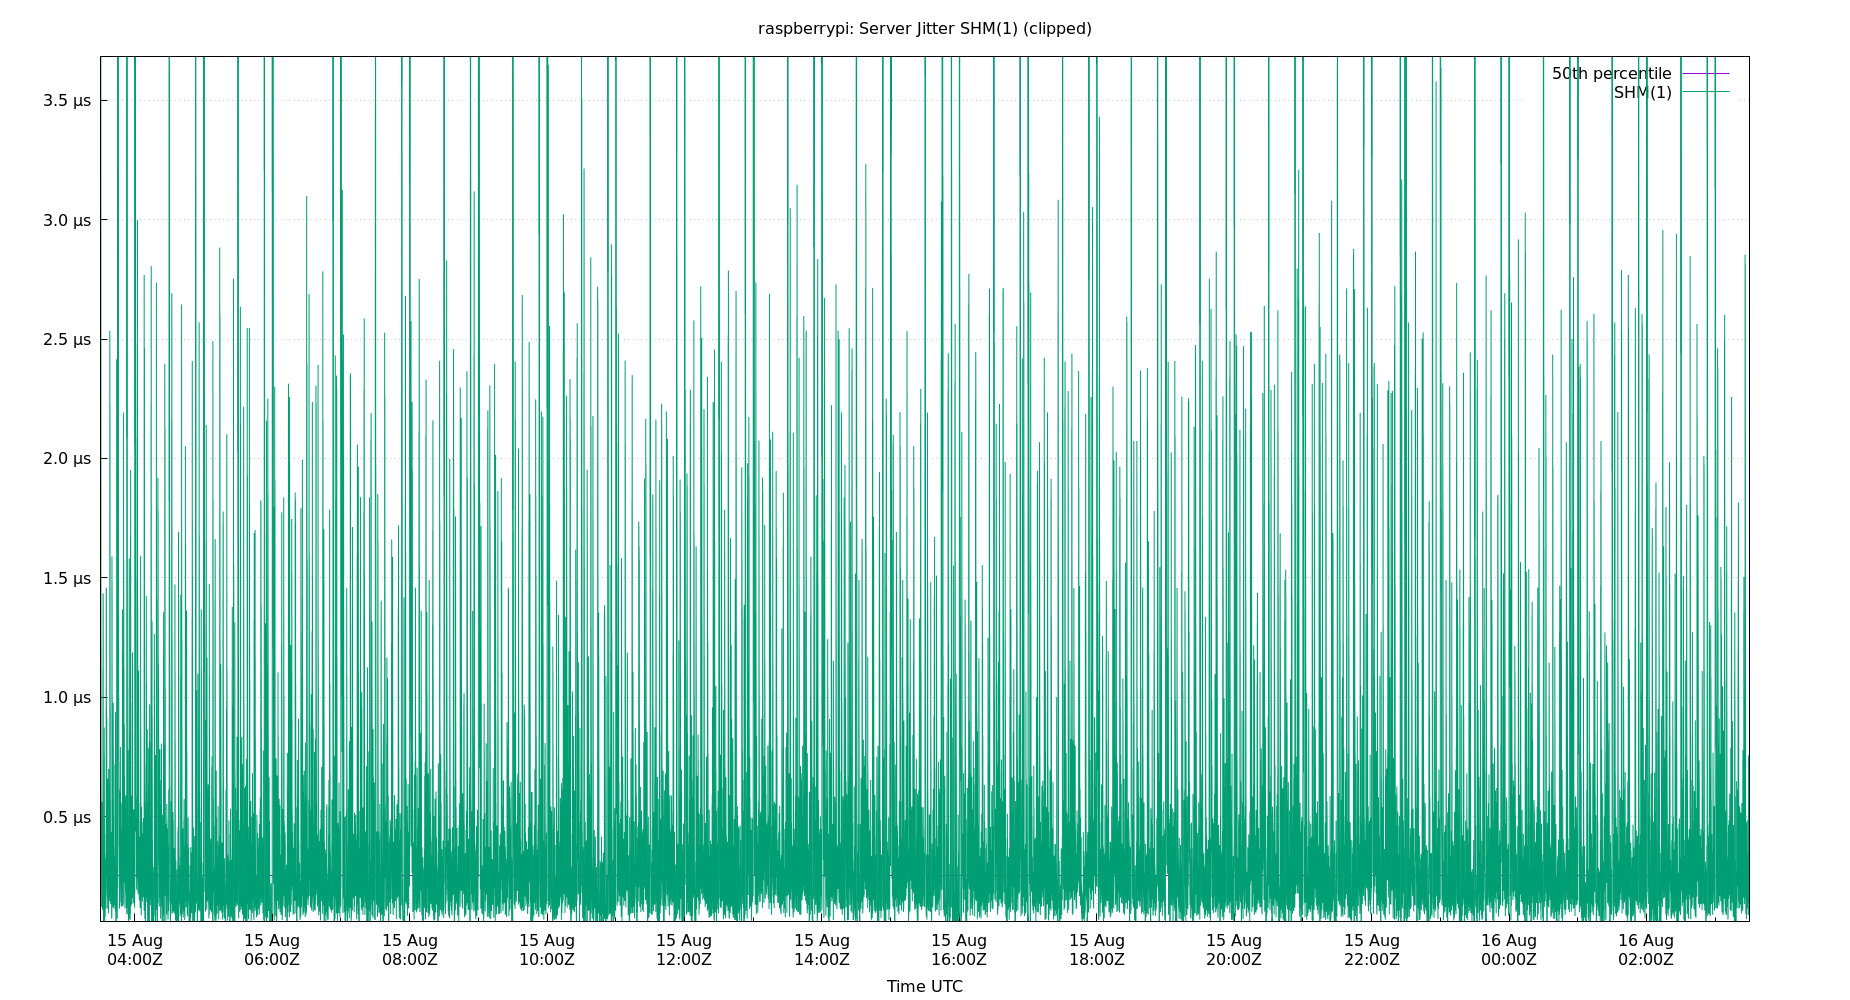 raspberrypi: Server Jitter SHM(1) (clipped)
50th percentile
SHM(1)
3.5 µs
3.0 µs
2.5 µs
2.0 µs
1.5 µs
1.0 µs
0.5 µs
15 Aug 15 Aug 15 Aug 15 Aug 15 Aug 15 Aug 15 Aug 15 Aug 15 Aug 15 Aug 16 Aug 16 Aug
04:00Z 06:00Z 08:00Z 10:00Z 12:00Z 14:00Z 16:00Z 18:00Z 20:00Z 22:00Z 00:00Z 02:00Z
Time UTC